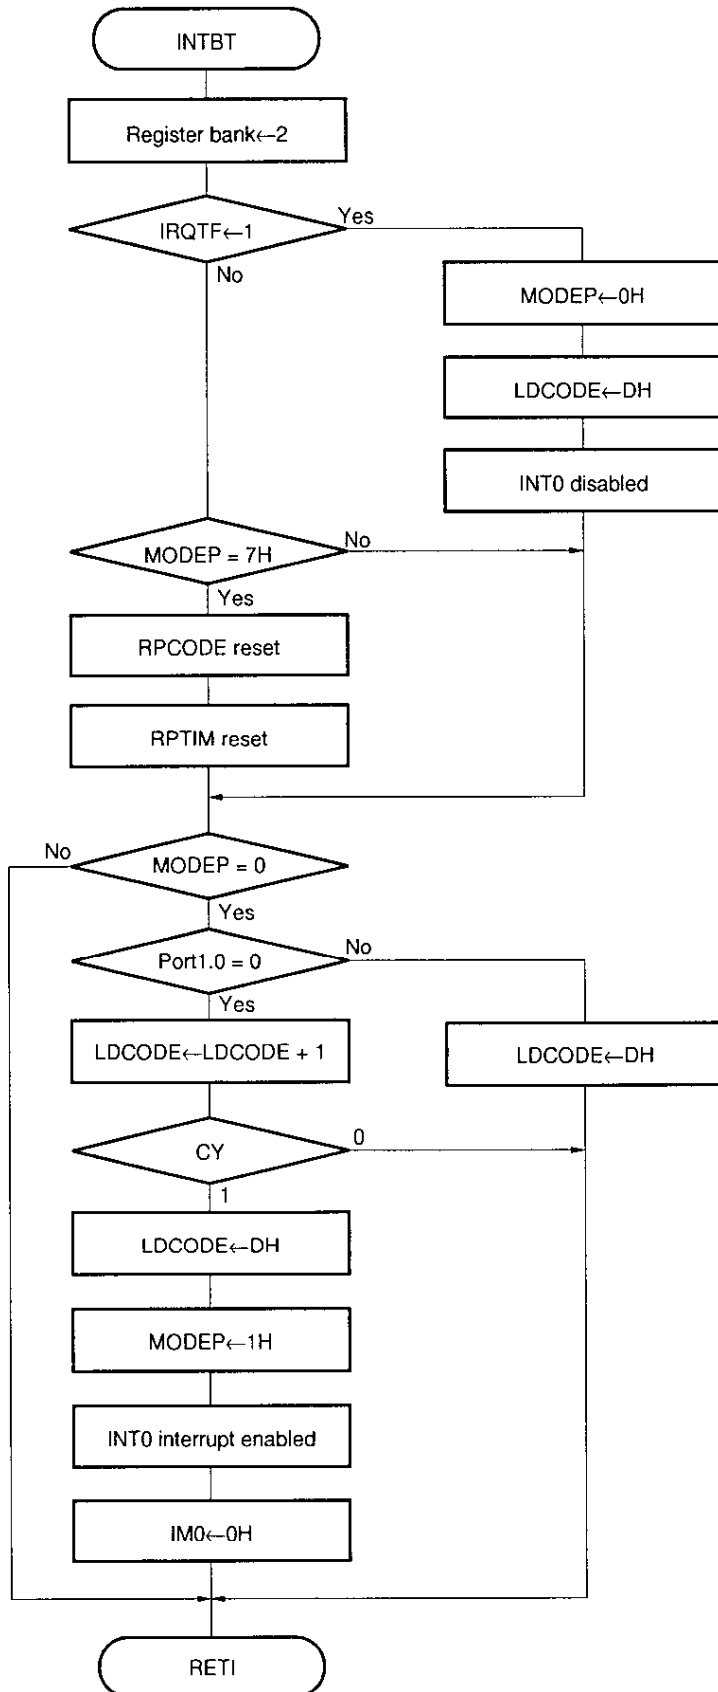 INTBT
Register bank←2
IRQTF←1
Yes
No
MODEP←0H
LDCODE←DH
INT0 disabled
MODEP = 7H
No
Yes
RPCODE reset
RPTIM reset
No
MODEP = 0
Yes
Port1.0 = 0
No
Yes
LDCODE←LDCODE + 1
LDCODE←DH
CY
0
1
LDCODE←DH
MODEP←1H
INT0 interrupt enabled
IM0←0H
RETI